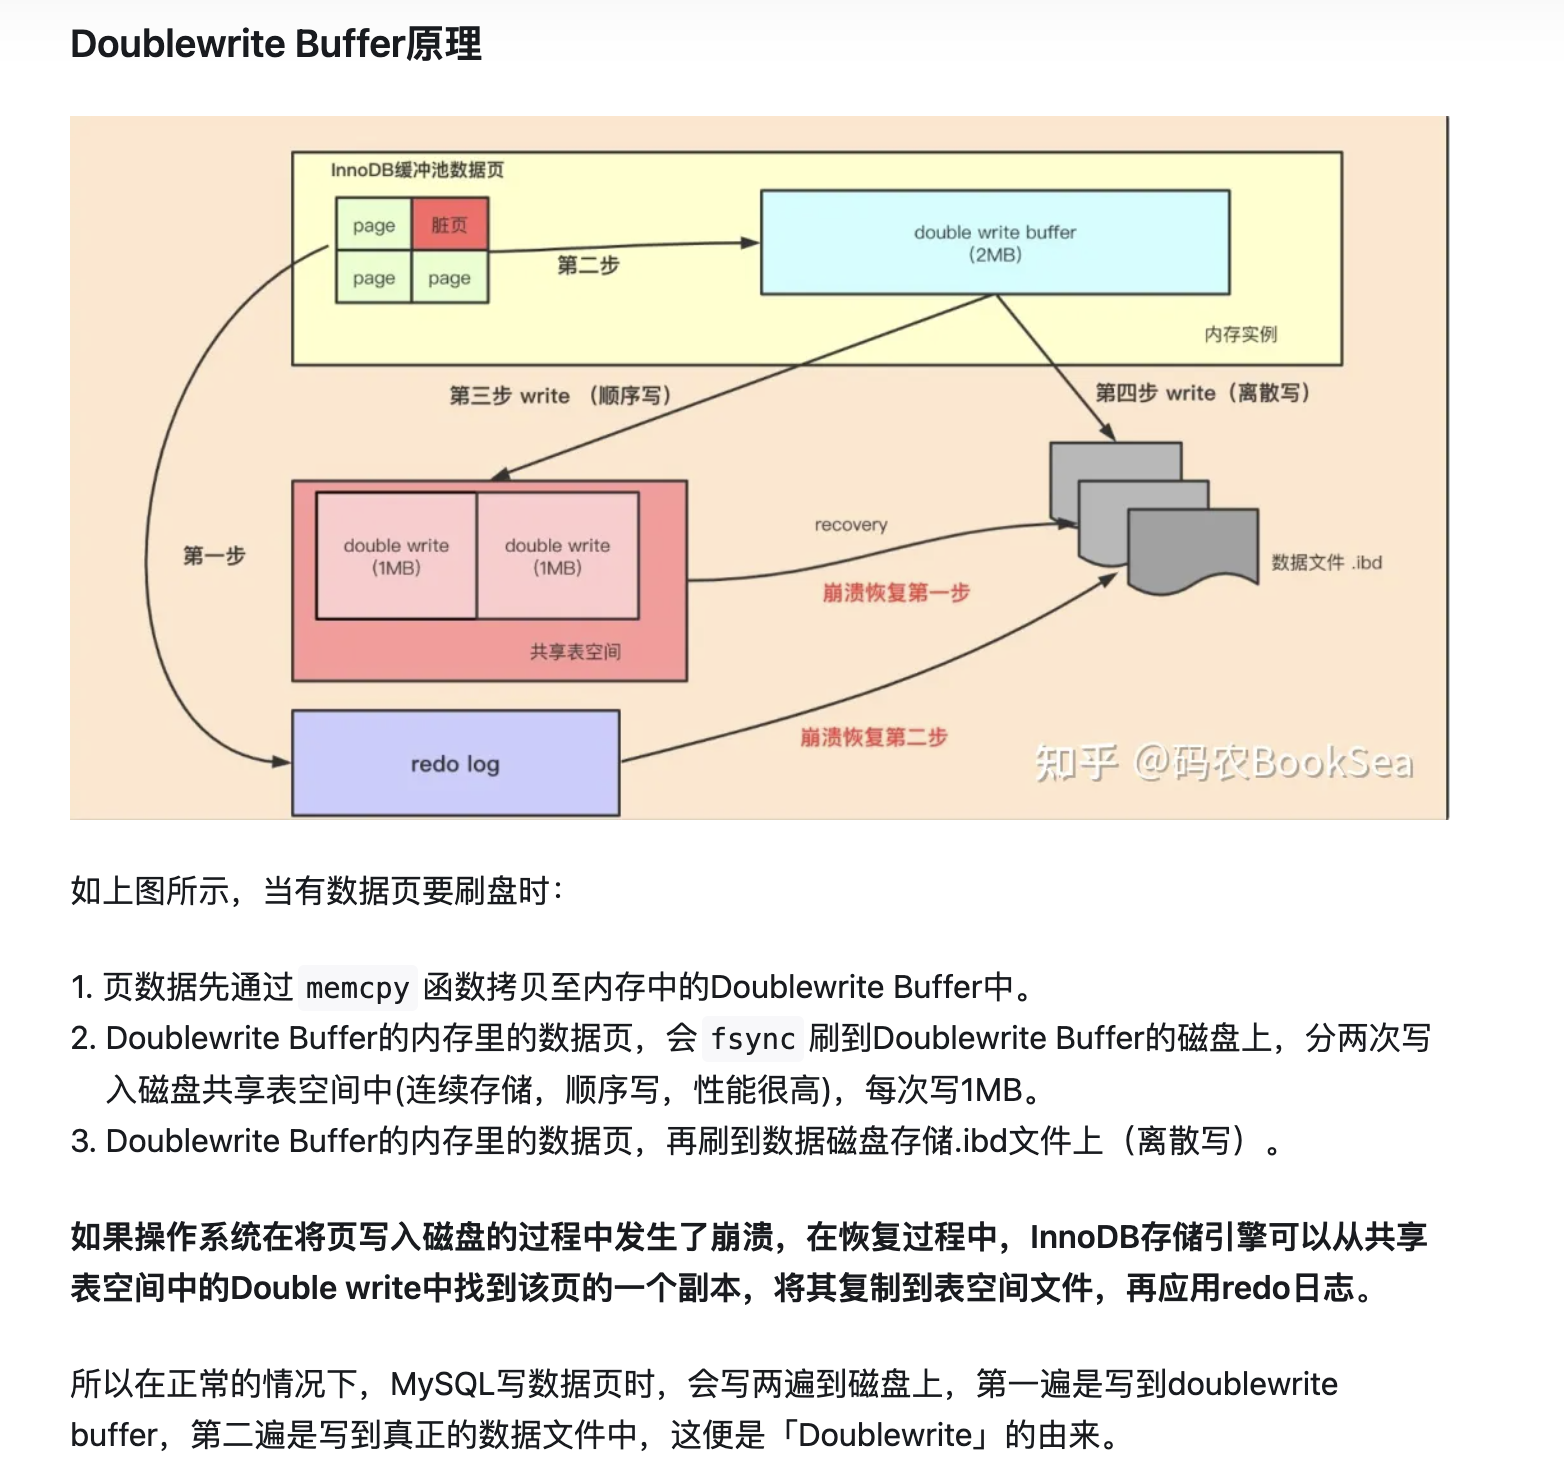 Doublewrite Buffer原理
InnoDB缓冲池数据页
page
脏页
page
page
第二步
double write buffer
(2MB)
内存实例
第三步 write （顺序写）
第四步 write（离散写）
第一步
double write
(1MB)
double write
(1MB)
共享表空间
recovery
崩溃恢复第一步
数据文件 .ibd
崩溃恢复第二步
redo log
知乎 @码农BookSea
如上图所示，当有数据页要刷盘时：
1. 页数据先通过 memcpy 函数拷贝至内存中的Doublewrite Buffer中。
2. Doublewrite Buffer的内存里的数据页，会 fsync 刷到Doublewrite Buffer的磁盘上，分两次写
入磁盘共享表空间中(连续存储，顺序写，性能很高)，每次写1MB。
3. Doublewrite Buffer的内存里的数据页，再刷到数据磁盘存储.ibd文件上（离散写）。
如果操作系统在将页写入磁盘的过程中发生了崩溃，在恢复过程中，InnoDB存储引擎可以从共享
表空间中的Double write中找到该页的一个副本，将其复制到表空间文件，再应用redo日志。
所以在正常的情况下，MySQL写数据页时，会写两遍到磁盘上，第一遍是写到doublewrite
buffer，第二遍是写到真正的数据文件中，这便是「Doublewrite」的由来。